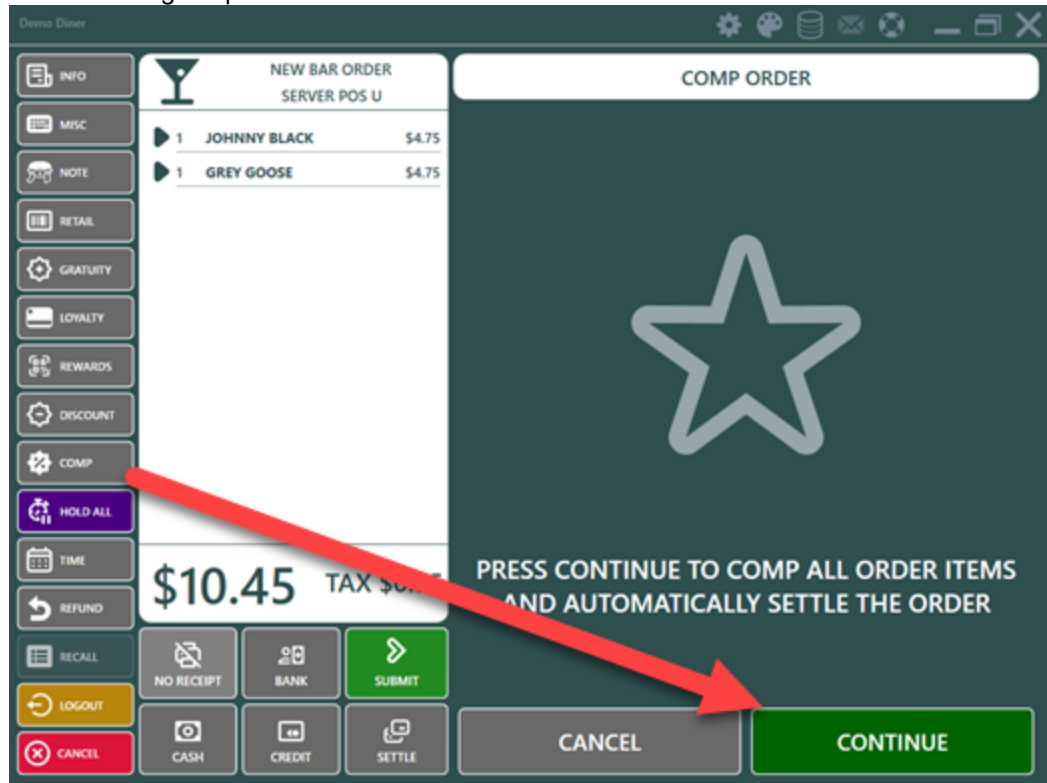 Demo Diner
INFO
MISC
NOTE
RETAIL
GRATUITY
LOYALTY
REWARDS
DISCOUNT
COMP
HOLD ALL
TIME
REFUND
RECALL
LOGOUT
CANCEL
NEW BAR ORDER
SERVER POS U
1 JOHNNY BLACK $4.75
1 GREY GOOSE $4.75
$10.45 TAX
NO RECEIPT
BANK
SUBMIT
CASH
CREDIT
SETTLE
COMP ORDER
PRESS CONTINUE TO COMP ALL ORDER ITEMS
AND AUTOMATICALLY SETTLE THE ORDER
CANCEL
CONTINUE